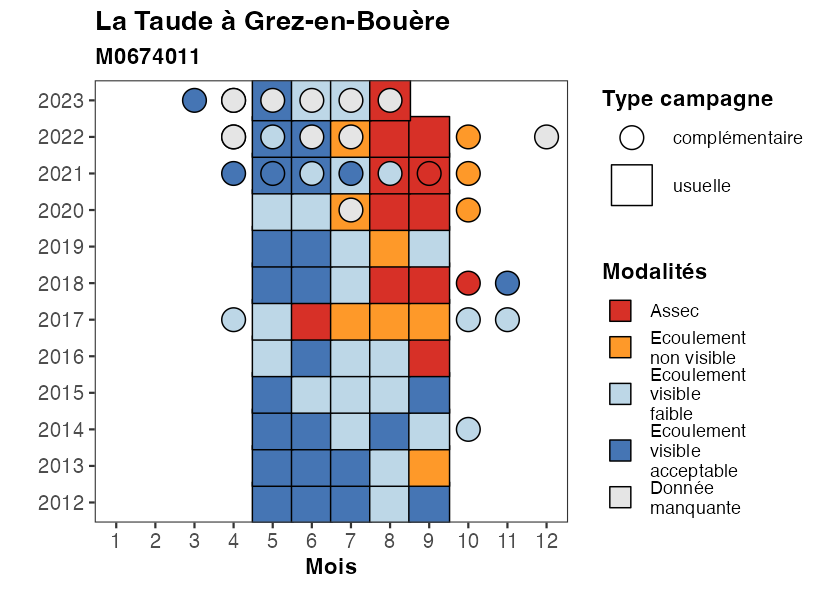 La Taude à Grez-en-Bouère
M0674011
2023
2022
2021
2020
2019
2018
2017
2016
2015
2014
2013
2012
1 2 3 4 5 6 7 8 9 10 11 12
Mois
Type campagne
complémentaire
usuelle
Modalités
Assec
Ecoulement
non visible
Ecoulement
visible
faible
Ecoulement
visible
acceptable
Donnée
manquante